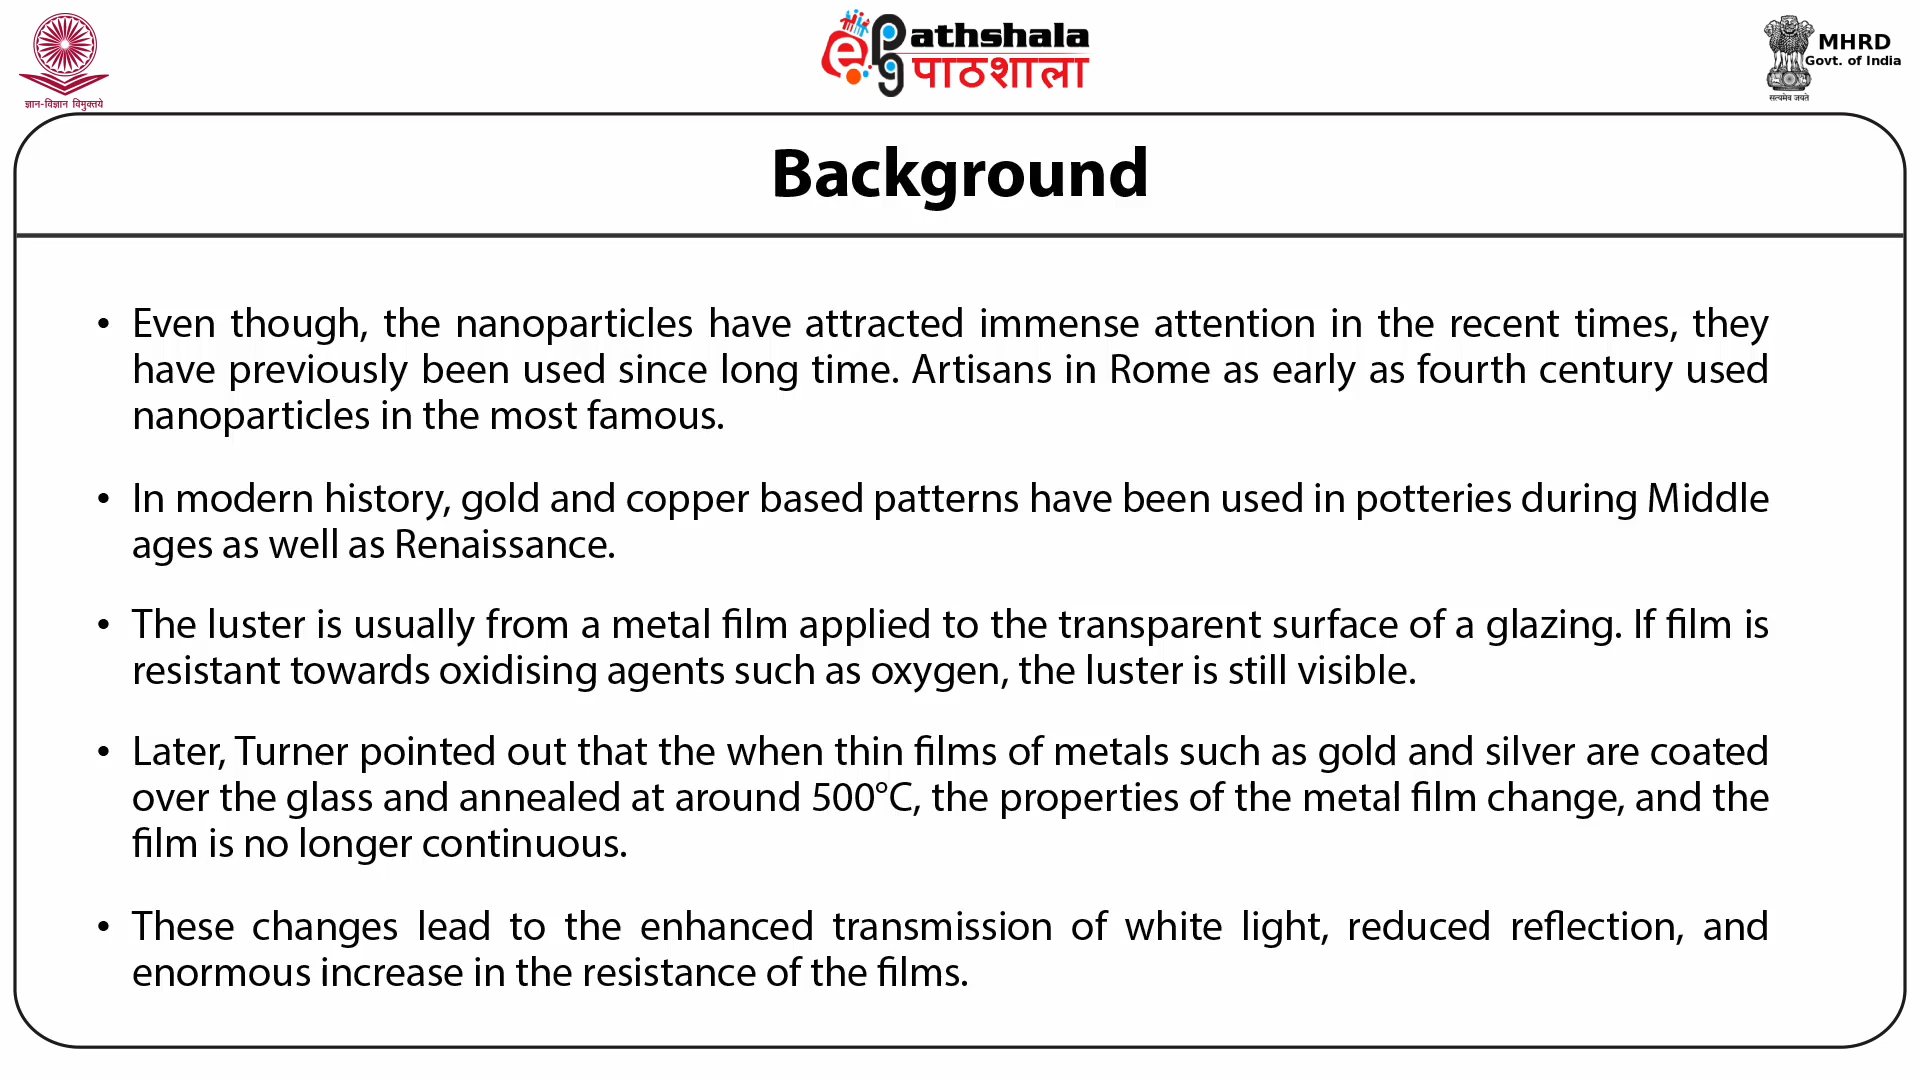 ज्ञान-विज्ञान विमुक्तये
e Pg athshala
पाठशाला
MHRD
Govt. of India
सत्यमेव जयते
Background
• Even though, the nanoparticles have attracted immense attention in the recent times, they
have previously been used since long time. Artisans in Rome as early as fourth century used
nanoparticles in the most famous.
• In modern history, gold and copper based patterns have been used in potteries during Middle
ages as well as Renaissance.
• The luster is usually from a metal film applied to the transparent surface of a glazing. If film is
resistant towards oxidising agents such as oxygen, the luster is still visible.
• Later, Turner pointed out that the when thin films of metals such as gold and silver are coated
over the glass and annealed at around 500°C, the properties of the metal film change, and the
film is no longer continuous.
• These changes lead to the enhanced transmission of white light, reduced reflection, and
enormous increase in the resistance of the films.